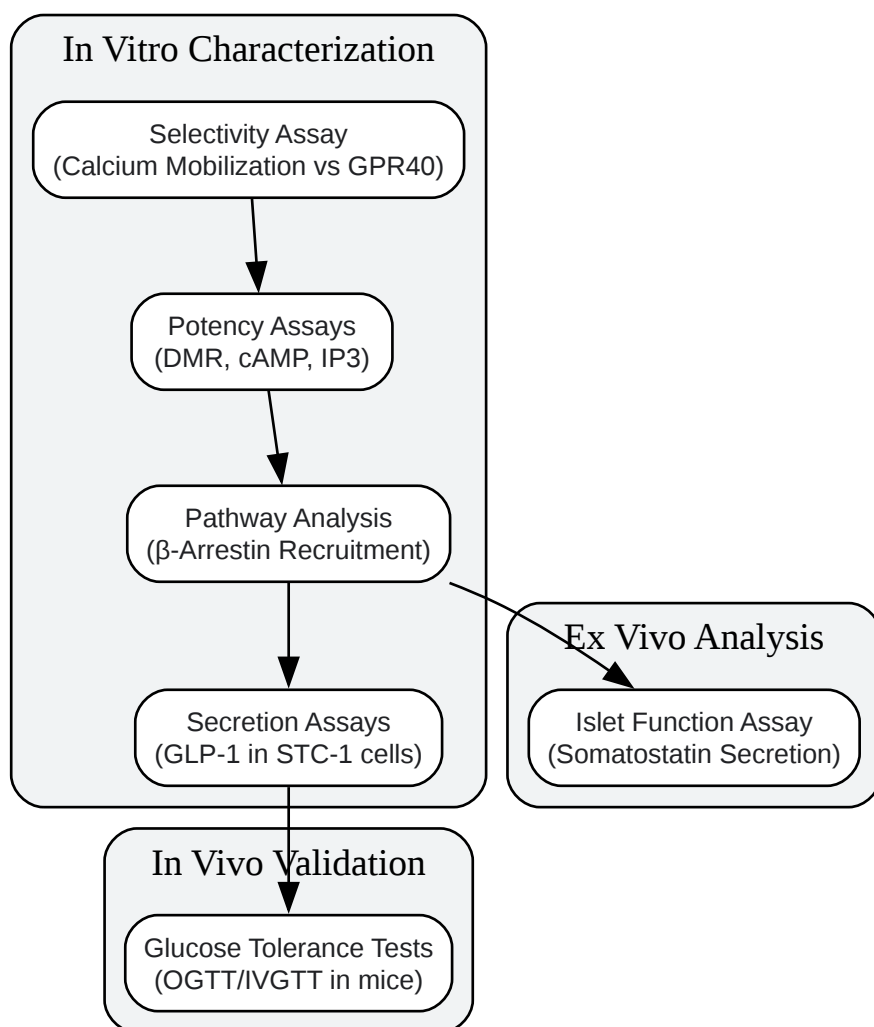 In Vitro Characterization
Selectivity Assay
(Calcium Mobilization vs GPR40)
Potency Assays
(DMR, cAMP, IP3)
Pathway Analysis
(β-Arrestin Recruitment)
Secretion Assays
(GLP-1 in STC-1 cells)
Ex Vivo Analysis
Islet Function Assay
(Somatostatin Secretion)
In Vivo Validation
Glucose Tolerance Tests
(OGTT/IVGTT in mice)